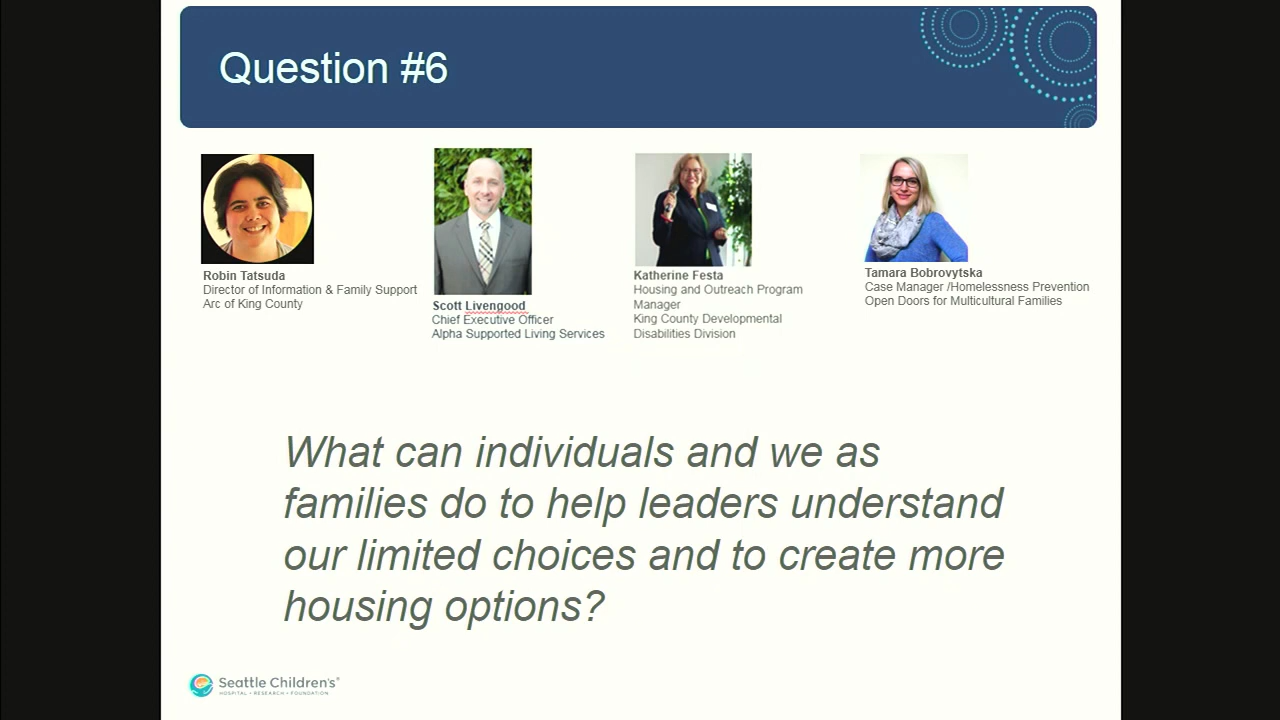 Question #6
Robin Tatsuda
Director of Information & Family Support
Arc of King County
Scott Livengood
Chief Executive Officer
Alpha Supported Living Services
Katherine Festa
Housing and Outreach Program
Manager
King County Developmental
Disabilities Division
Tamara Bobrovytska
Case Manager /Homelessness Prevention
Open Doors for Multicultural Families
What can individuals and we as
families do to help leaders understand
our limited choices and to create more
housing options?
Seattle Children's®
HOSPITAL • RESEARCH • FOUNDATION